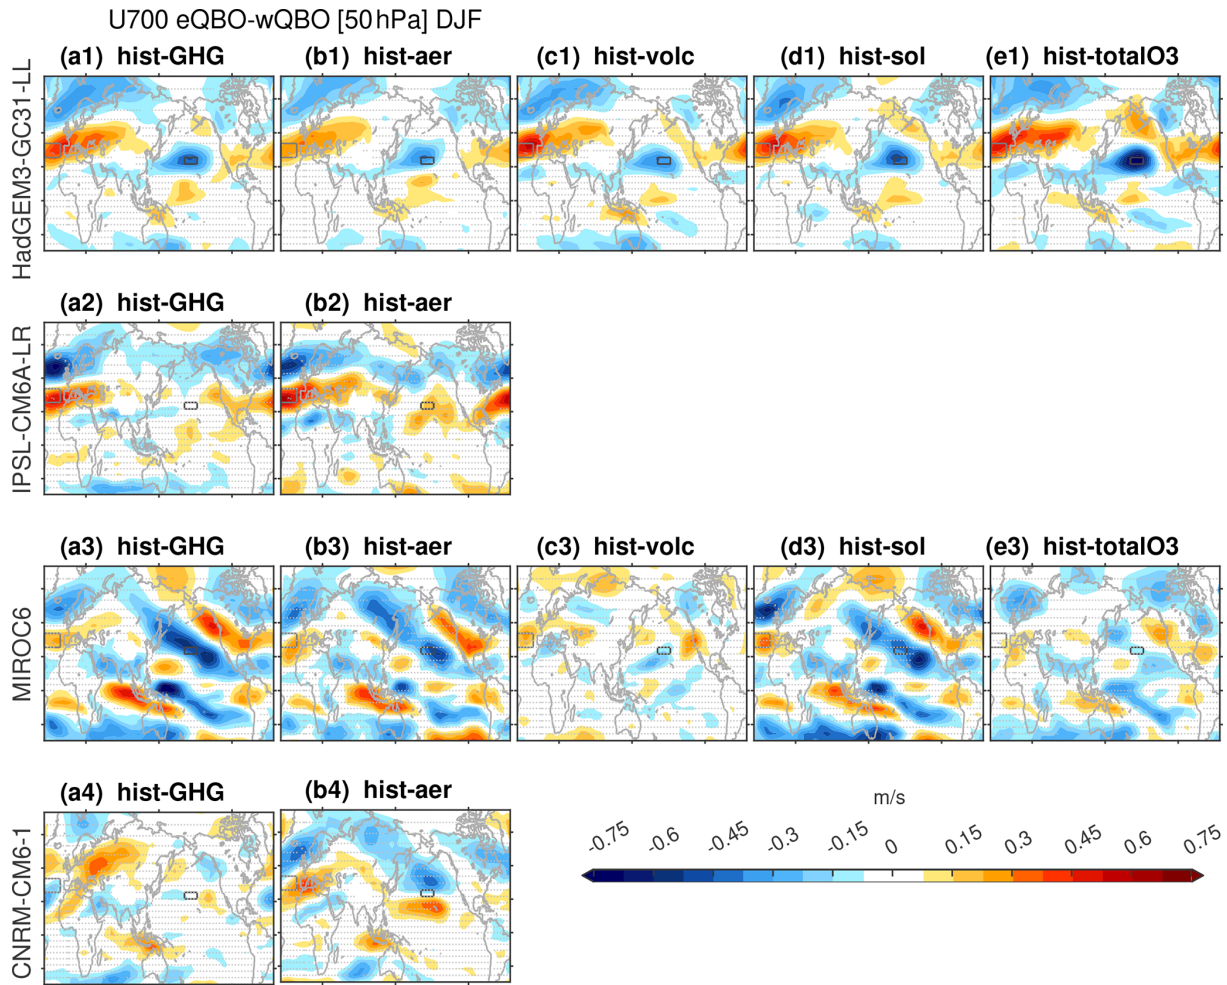 U700 eQBO-wQBO [50 hPa] DJF
(a1) hist-GHG
(b1) hist-aer
(c1) hist-volc
(d1) hist-sol
(e1) hist-totalO3
HadGEM3-GC31-LL
(a2) hist-GHG
(b2) hist-aer
IPSL-CM6A-LR
(a3) hist-GHG
(b3) hist-aer
(c3) hist-volc
(d3) hist-sol
(e3) hist-totalO3
MIROC6
(a4) hist-GHG
(b4) hist-aer
CNRM-CM6-1
m/s
-0.75 -0.6 -0.45 -0.3 -0.15 0 0.15 0.3 0.45 0.6 0.75